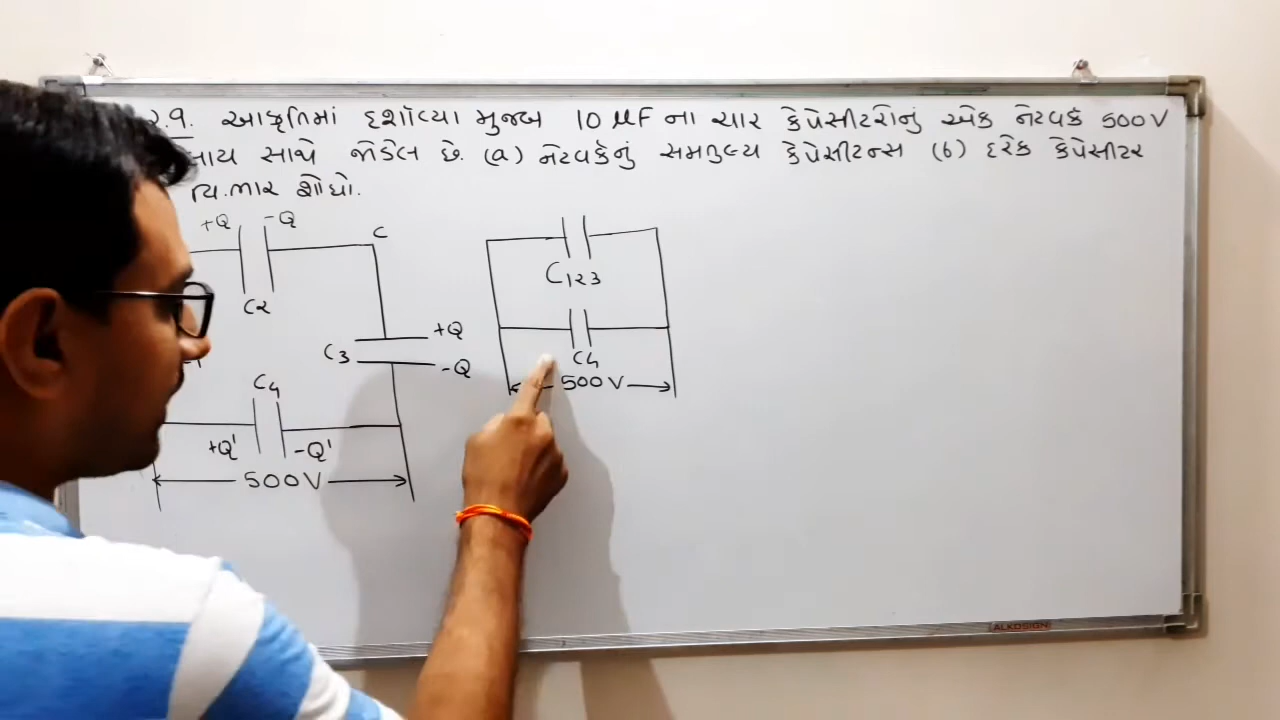 ૨.૧. આકૃતિમાં દર્શાવ્યા મુજબ 10 μF ના ચાર કેપેસીટરોનું એક નેટવર્ક 500V
સાથે જોડેલ છે. (a) નેટવર્કનું સમતુલ્ય કેપેસીટન્સ (b) દરેક કેપેસીટર
વિ.ભાર શોધો.
+Q -Q C
C2
C3 +Q
-Q
C4
+Q' -Q'
500V
C123
C4
500V
ALKOSIGN